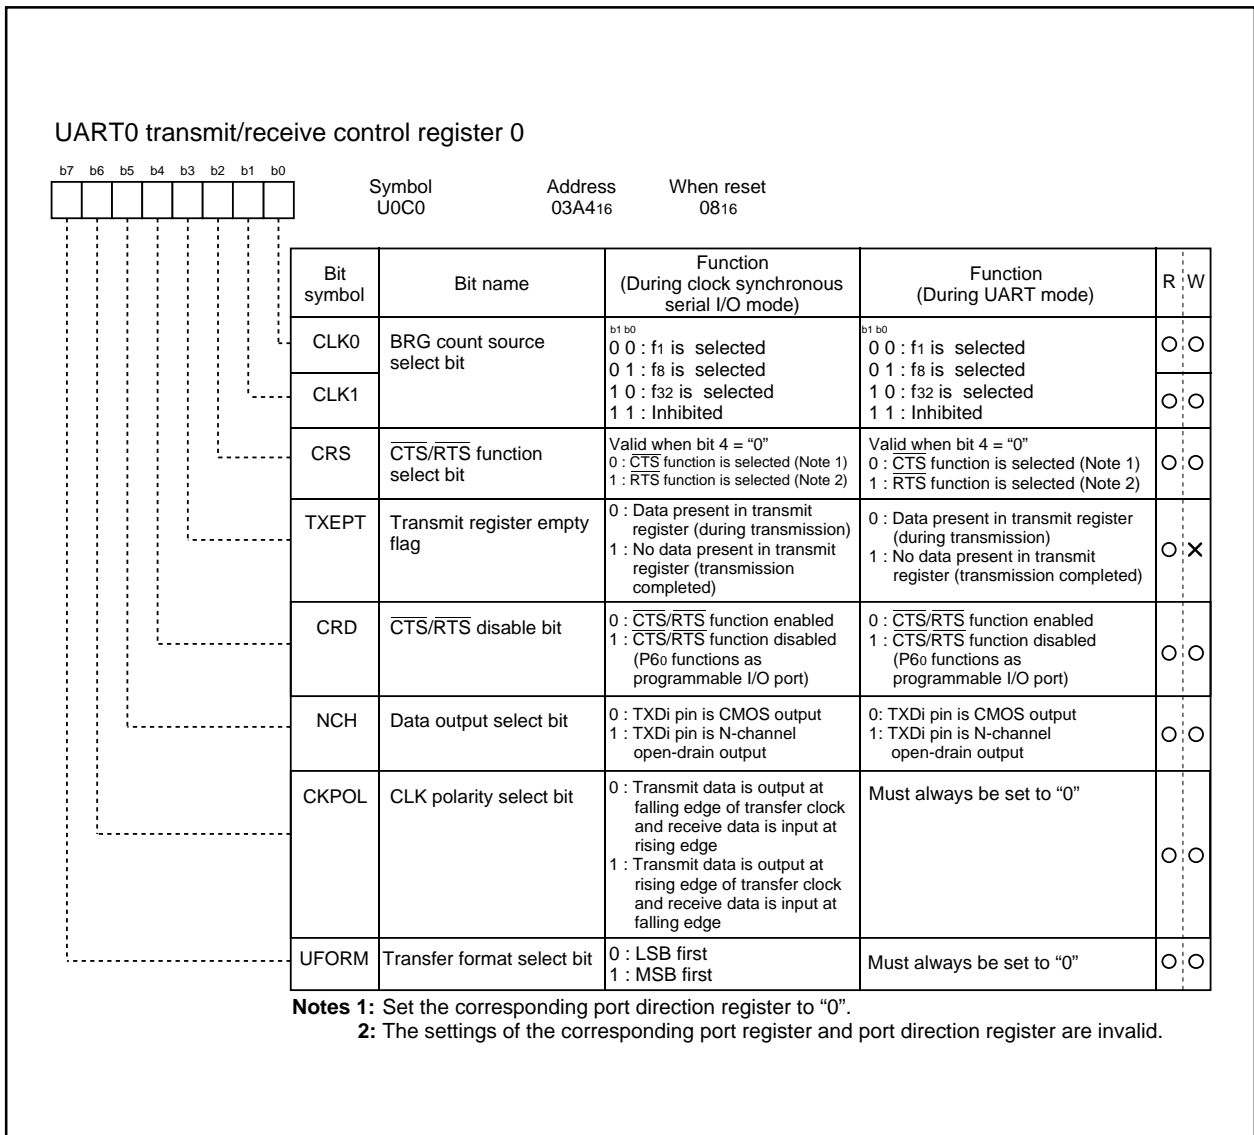 UART0 transmit/receive control register 0
b7 b6 b5 b4 b3 b2 b1 b0
Symbol Address When reset
U0C0 03A416 0816
Bit symbol
Bit name
Function
(During clock synchronous
serial I/O mode)
Function
(During UART mode)
R W
CLK0
CLK1
BRG count source
select bit
b1 b0
0 0 : f1 is selected
0 1 : f8 is selected
1 0 : f32 is selected
1 1 : Inhibited
b1 b0
0 0 : f1 is selected
0 1 : f8 is selected
1 0 : f32 is selected
1 1 : Inhibited
CRS
CTS/RTS function
select bit
Valid when bit 4 = “0”
0 : CTS function is selected (Note 1)
1 : RTS function is selected (Note 2)
Valid when bit 4 = “0”
0 : CTS function is selected (Note 1)
1 : RTS function is selected (Note 2)
TXEPT
Transmit register empty
flag
0 : Data present in transmit
register (during transmission)
1 : No data present in transmit
register (transmission
completed)
0 : Data present in transmit register
(during transmission)
1 : No data present in transmit
register (transmission completed)
CRD
CTS/RTS disable bit
0 : CTS/RTS function enabled
1 : CTS/RTS function disabled
(P60 functions as
programmable I/O port)
0 : CTS/RTS function enabled
1 : CTS/RTS function disabled
(P60 functions as
programmable I/O port)
NCH
Data output select bit
0 : TXDi pin is CMOS output
1 : TXDi pin is N-channel
open-drain output
0: TXDi pin is CMOS output
1: TXDi pin is N-channel
open-drain output
CKPOL
CLK polarity select bit
0 : Transmit data is output at
falling edge of transfer clock
and receive data is input at
rising edge
1 : Transmit data is output at
rising edge of transfer clock
and receive data is input at
falling edge
Must always be set to “0”
UFORM
Transfer format select bit
0 : LSB first
1 : MSB first
Must always be set to “0”
Notes 1: Set the corresponding port direction register to “0”.
2: The settings of the corresponding port register and port direction register are invalid.